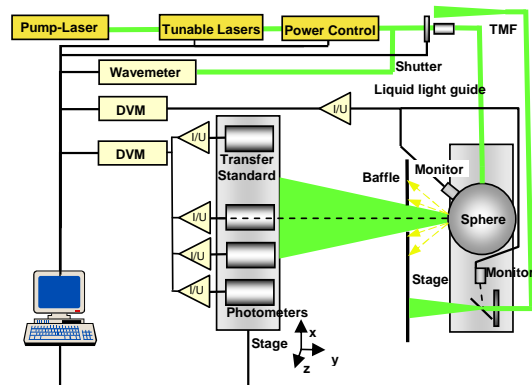 Pump-Laser
Tunable Lasers
Power Control
TMF
Wavemeter
Shutter
Liquid light guide
DVM
I/U
DVM
I/U
Transfer
Standard
Baffle
Monitor
I/U
Sphere
I/U
Stage
Monitor
I/U
Photometers
Stage
x
y
z